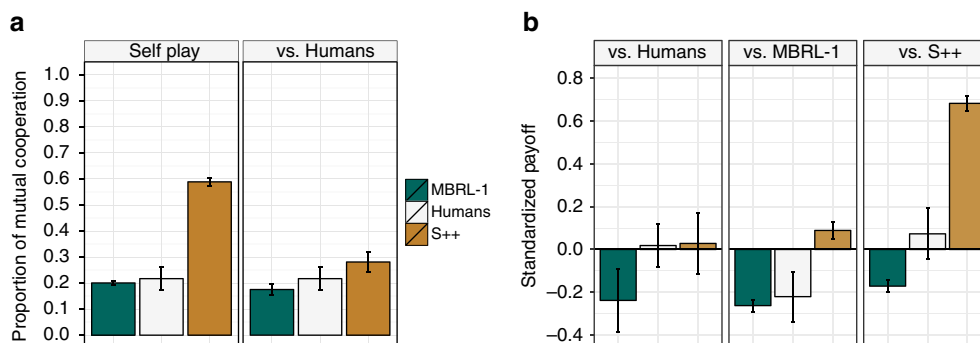 a
Self play
vs. Humans
Proportion of mutual cooperation
1.0
0.9
0.8
0.7
0.6
0.5
0.4
0.3
0.2
0.1
0.0
MBRL-1
Humans
S++
b
vs. Humans
vs. MBRL-1
vs. S++
Standardized payoff
0.8
0.6
0.4
0.2
0.0
−0.2
−0.4